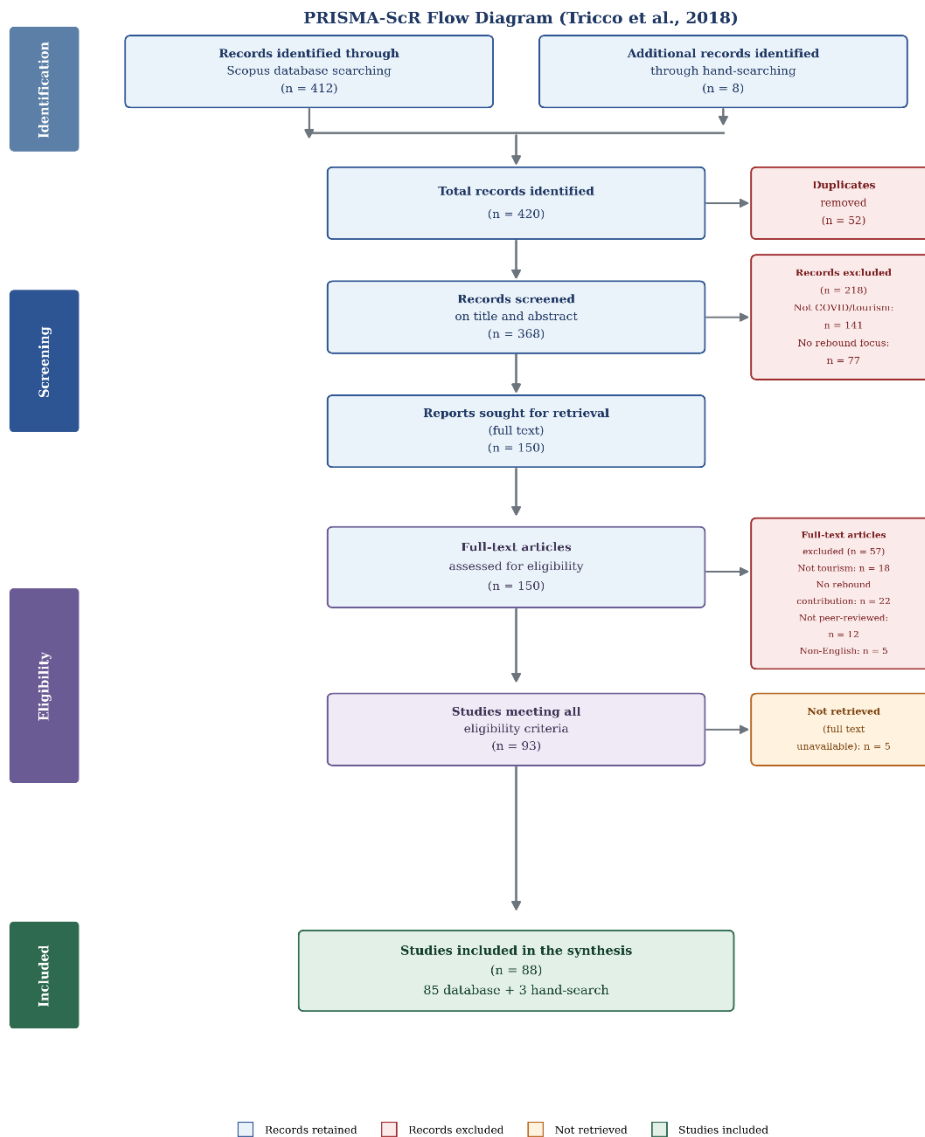 PRISMA-ScR Flow Diagram (Tricco et al., 2018)
Identification
Records identified through
Scopus database searching
(n = 412)
Additional records identified
through hand-searching
(n = 8)
Total records identified
(n = 420)
Duplicates
removed
(n = 52)
Screening
Records screened
on title and abstract
(n = 368)
Records excluded
(n = 218)
Not COVID/tourism:
n = 141
No rebound focus:
n = 77
Reports sought for retrieval
(full text)
(n = 150)
Eligibility
Full-text articles
assessed for eligibility
(n = 150)
Full-text articles
excluded (n = 57)
Not tourism: n = 18
No rebound
contribution: n = 22
Not peer-reviewed:
n = 12
Non-English: n = 5
Studies meeting all
eligibility criteria
(n = 93)
Not retrieved
(full text
unavailable): n = 5
Included
Studies included in the synthesis
(n = 88)
85 database + 3 hand-search
Records retained
Records excluded
Not retrieved
Studies included